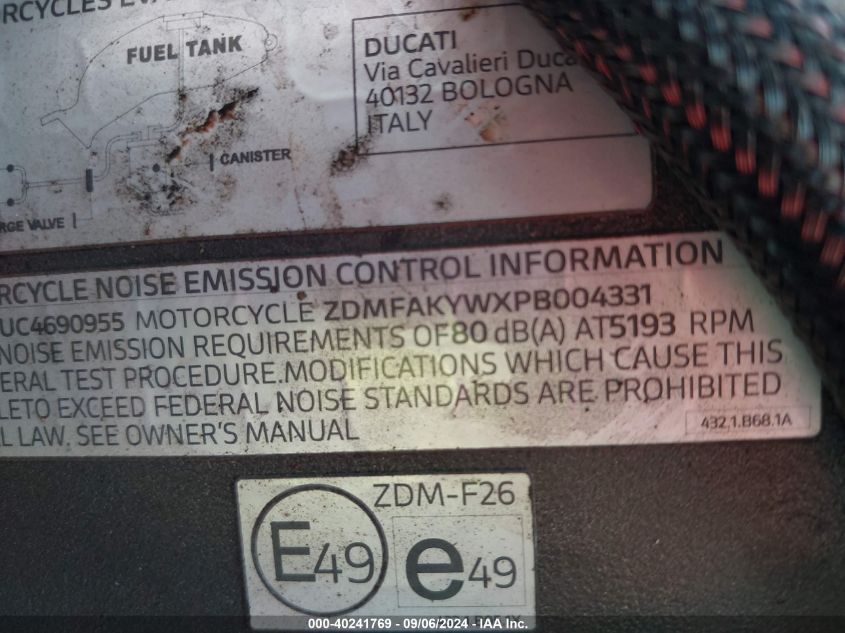 RCYCLES EVA
FUEL TANK
CANISTER
RGE VALVE
DUCATI
Via Cavalieri Duca
40132 BOLOGNA
ITALY
RCYCLE NOISE EMISSION CONTROL INFORMATION
UC4690955 MOTORCYCLE ZDMFAKYWXPB004331
NOISE EMISSION REQUIREMENTS OF80 dB(A) AT5193 RPM
ERAL TEST PROCEDURE.MODIFICATIONS WHICH CAUSE THIS
LETO EXCEED FEDERAL NOISE STANDARDS ARE PROHIBITED
L LAW. SEE OWNER'S MANUAL
432.1.B68.1A
ZDM-F26
E49
e49
000-40241769 - 09/06/2024 - IAA Inc.